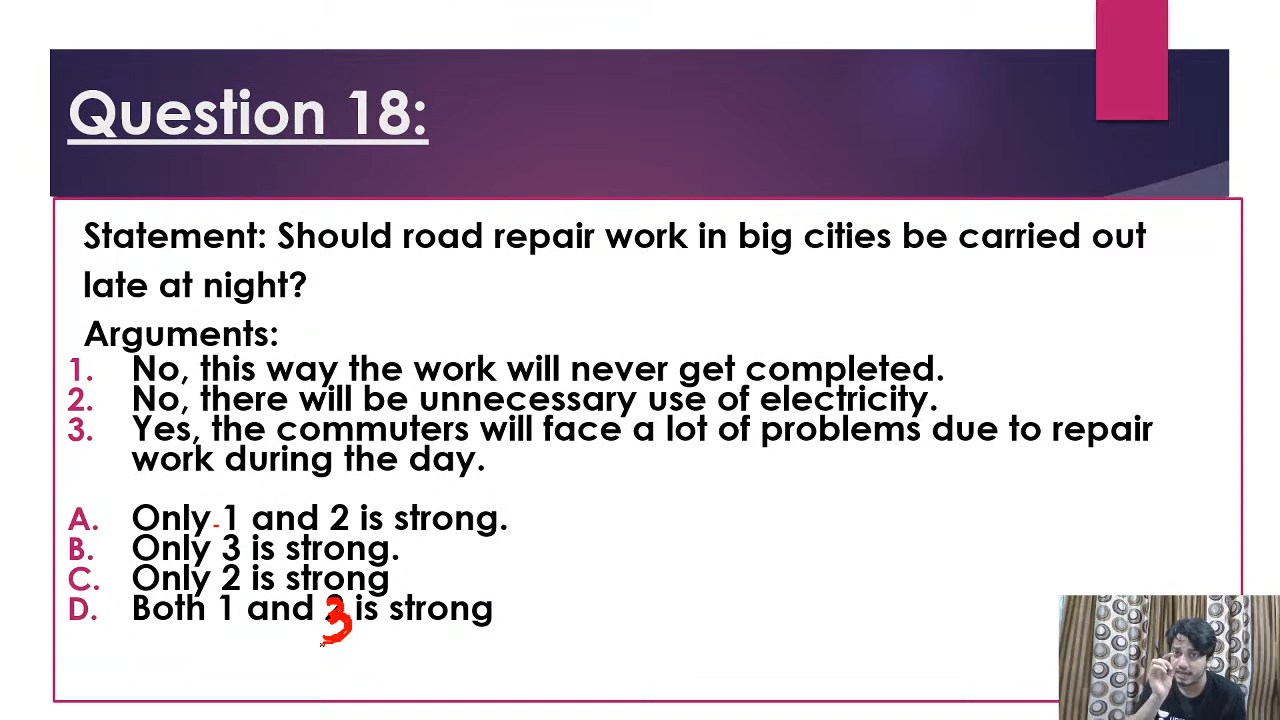 Question 18:
Statement: Should road repair work in big cities be carried out
late at night?
Arguments:
1. No, this way the work will never get completed.
2. No, there will be unnecessary use of electricity.
3. Yes, the commuters will face a lot of problems due to repair
work during the day.
A. Only 1 and 2 is strong.
B. Only 3 is strong.
C. Only 2 is strong
D. Both 1 and 3 is strong